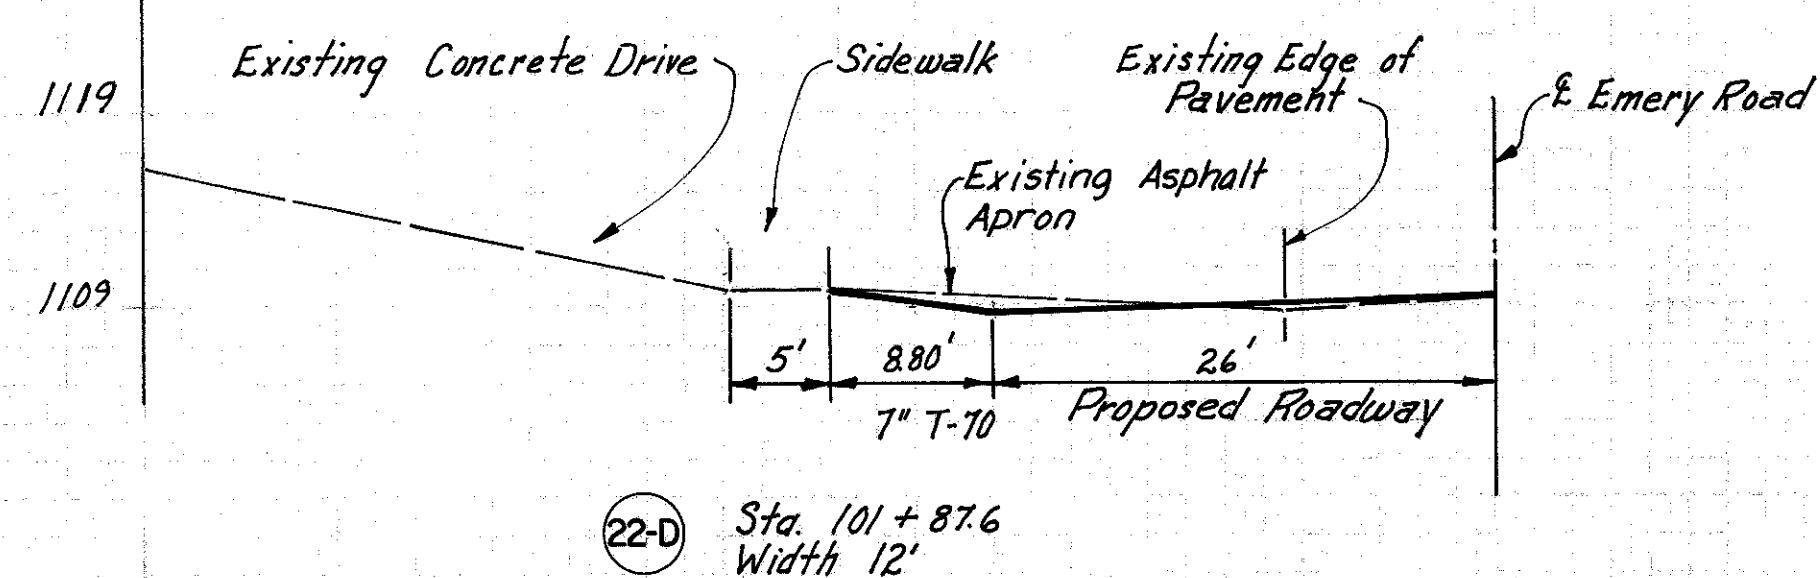 Existing Concrete Drive
Sidewalk
Existing Edge of
Pavement
℄ Emery Road
1119
Existing Asphalt
Apron
1109
5'
8.80'
26'
7" T-70
Proposed Roadway
22-D
Sta. 101 + 87.6
Width 12'